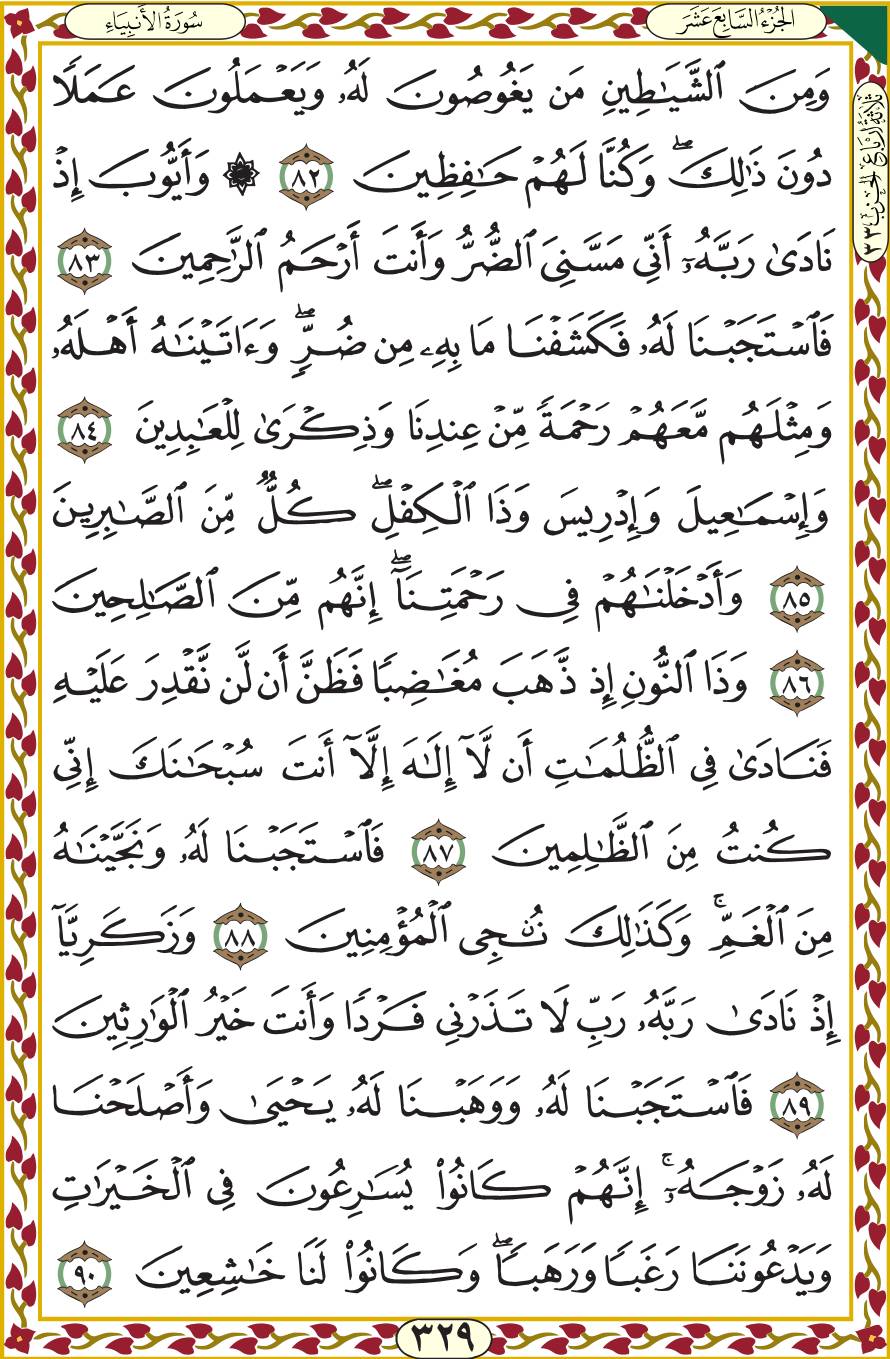 الجُزْءُ السَّابِعَ عَشَرَ
سُورَةُ الأَنبِيَاءِ
ثَلَاثَةُ أَرْبَاعِ الحِزْبِ ٣٣
وَمِنَ ٱلشَّيَٰطِينِ مَن يَغُوصُونَ لَهُۥ وَيَعْمَلُونَ عَمَلًا
دُونَ ذَٰلِكَۖ وَكُنَّا لَهُمْ حَٰفِظِينَ ٨٢ ۞ وَأَيُّوبَ إِذْ
نَادَىٰ رَبَّهُۥٓ أَنِّى مَسَّنِىَ ٱلضُّرُّ وَأَنتَ أَرْحَمُ ٱلرَّٰحِمِينَ ٨٣
فَٱسْتَجَبْنَا لَهُۥ فَكَشَفْنَا مَا بِهِۦ مِن ضُرٍّۖ وَءَاتَيْنَٰهُ أَهْلَهُۥ
وَمِثْلَهُم مَّعَهُمْ رَحْمَةً مِّنْ عِندِنَا وَذِكْرَىٰ لِلْعَٰبِدِينَ ٨٤
وَإِسْمَٰعِيلَ وَإِدْرِيسَ وَذَا ٱلْكِفْلِۖ كُلٌّ مِّنَ ٱلصَّٰبِرِينَ
٨٥ وَأَدْخَلْنَٰهُمْ فِى رَحْمَتِنَآۖ إِنَّهُم مِّنَ ٱلصَّٰلِحِينَ
٨٦ وَذَا ٱلنُّونِ إِذ ذَّهَبَ مُغَٰضِبًا فَظَنَّ أَن لَّن نَّقْدِرَ عَلَيْهِ
فَنَادَىٰ فِى ٱلظُّلُمَٰتِ أَن لَّآ إِلَٰهَ إِلَّآ أَنتَ سُبْحَٰنَكَ إِنِّى
كُنتُ مِنَ ٱلظَّٰلِمِينَ ٨٧ فَٱسْتَجَبْنَا لَهُۥ وَنَجَّيْنَٰهُ
مِنَ ٱلْغَمِّۚ وَكَذَٰلِكَ نُۨجِى ٱلْمُؤْمِنِينَ ٨٨ وَزَكَرِيَّآ
إِذْ نَادَىٰ رَبَّهُۥ رَبِّ لَا تَذَرْنِى فَرْدًا وَأَنتَ خَيْرُ ٱلْوَٰرِثِينَ
٨٩ فَٱسْتَجَبْنَا لَهُۥ وَوَهَبْنَا لَهُۥ يَحْيَىٰ وَأَصْلَحْنَا
لَهُۥ زَوْجَهُۥٓۚ إِنَّهُمْ كَانُوا۟ يُسَٰرِعُونَ فِى ٱلْخَيْرَٰتِ
وَيَدْعُونَنَا رَغَبًا وَرَهَبًاۖ وَكَانُوا۟ لَنَا خَٰشِعِينَ ٩٠
٣٢٩